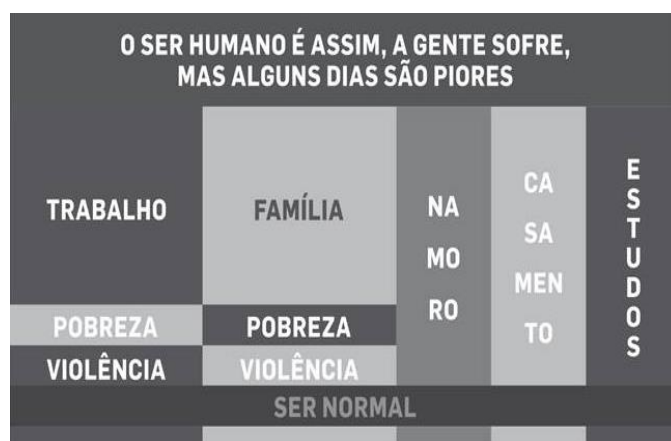 O SER HUMANO É ASSIM, A GENTE SOFRE,
MAS ALGUNS DIAS SÃO PIORES
TRABALHO
FAMÍLIA
NA
MO
RO
CA
SA
MEN
TO
E
S
T
U
D
O
S
POBREZA
POBREZA
VIOLÊNCIA
VIOLÊNCIA
SER NORMAL